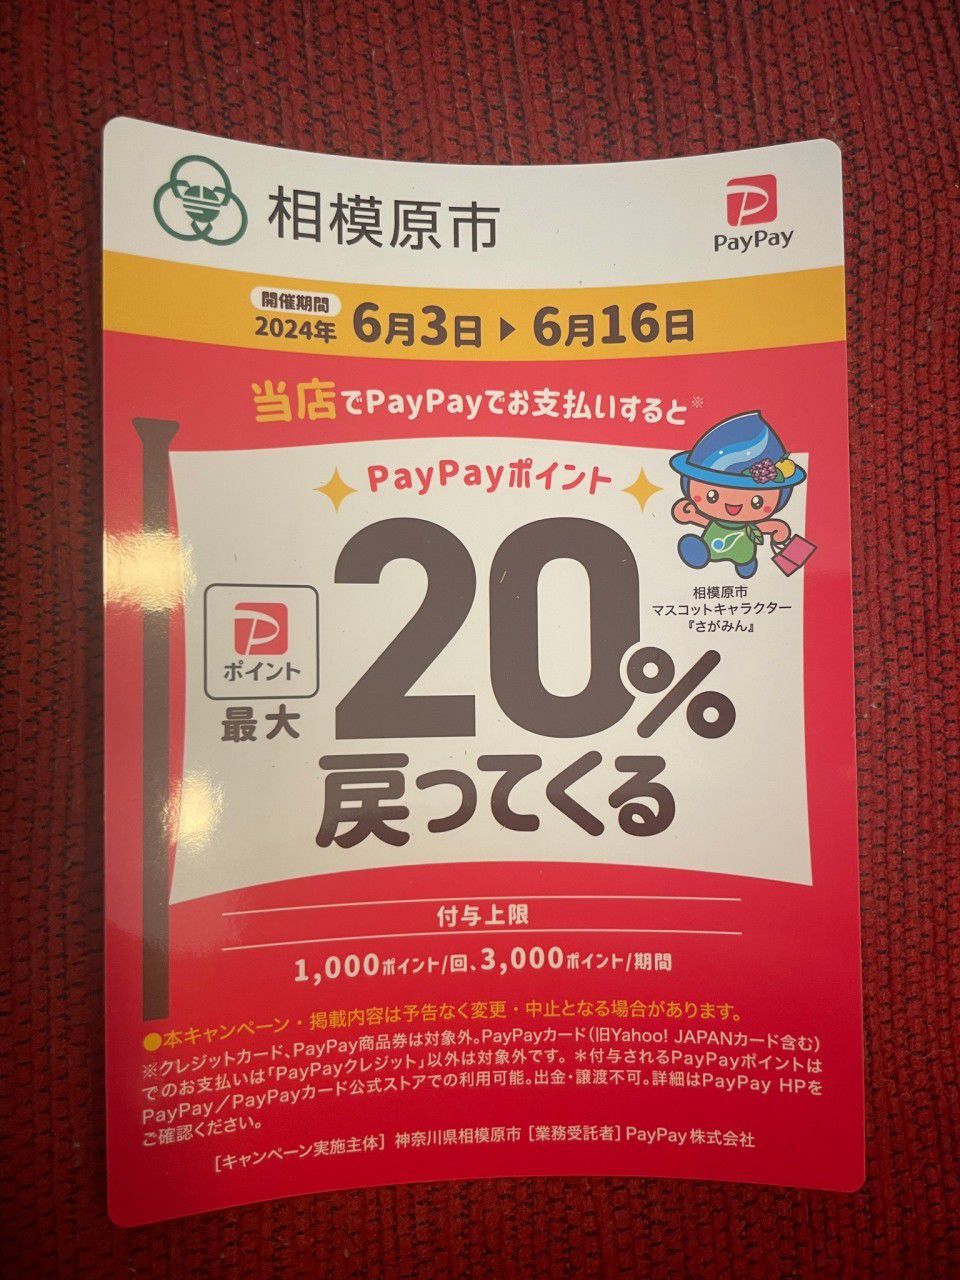 相模原市
PayPay
開催期間
2024年 6月3日▶6月16日
当店でPayPayでお支払いすると※
PayPayポイント
ポイント
最大
20%
戻ってくる
相模原市
マスコットキャラクター
『さがみん』
付与上限
1,000ポイント/回、3,000ポイント/期間
●本キャンペーン・掲載内容は予告なく変更・中止となる場合があります。
※クレジットカード、PayPay商品券は対象外。PayPayカード(旧Yahoo! JAPANカード含む)
でのお支払いは「PayPayクレジット」以外は対象外です。 *付与されるPayPayポイントは
PayPay/PayPayカード公式ストアでの利用可能。出金・譲渡不可。詳細はPayPay HPを
ご確認ください。
[キャンペーン実施主体] 神奈川県相模原市 [業務受託者] PayPay株式会社